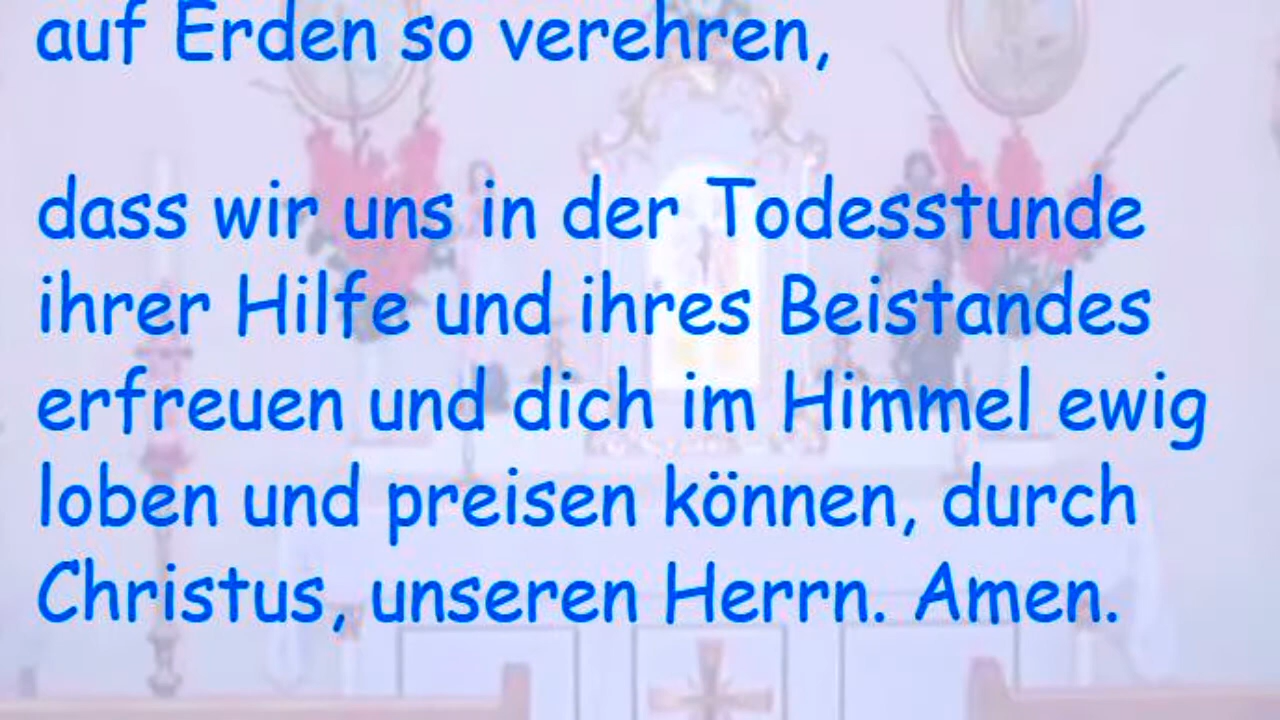 auf Erden so verehren,
dass wir uns in der Todesstunde
ihrer Hilfe und ihres Beistandes
erfreuen und dich im Himmel ewig
loben und preisen können, durch
Christus, unseren Herrn. Amen.